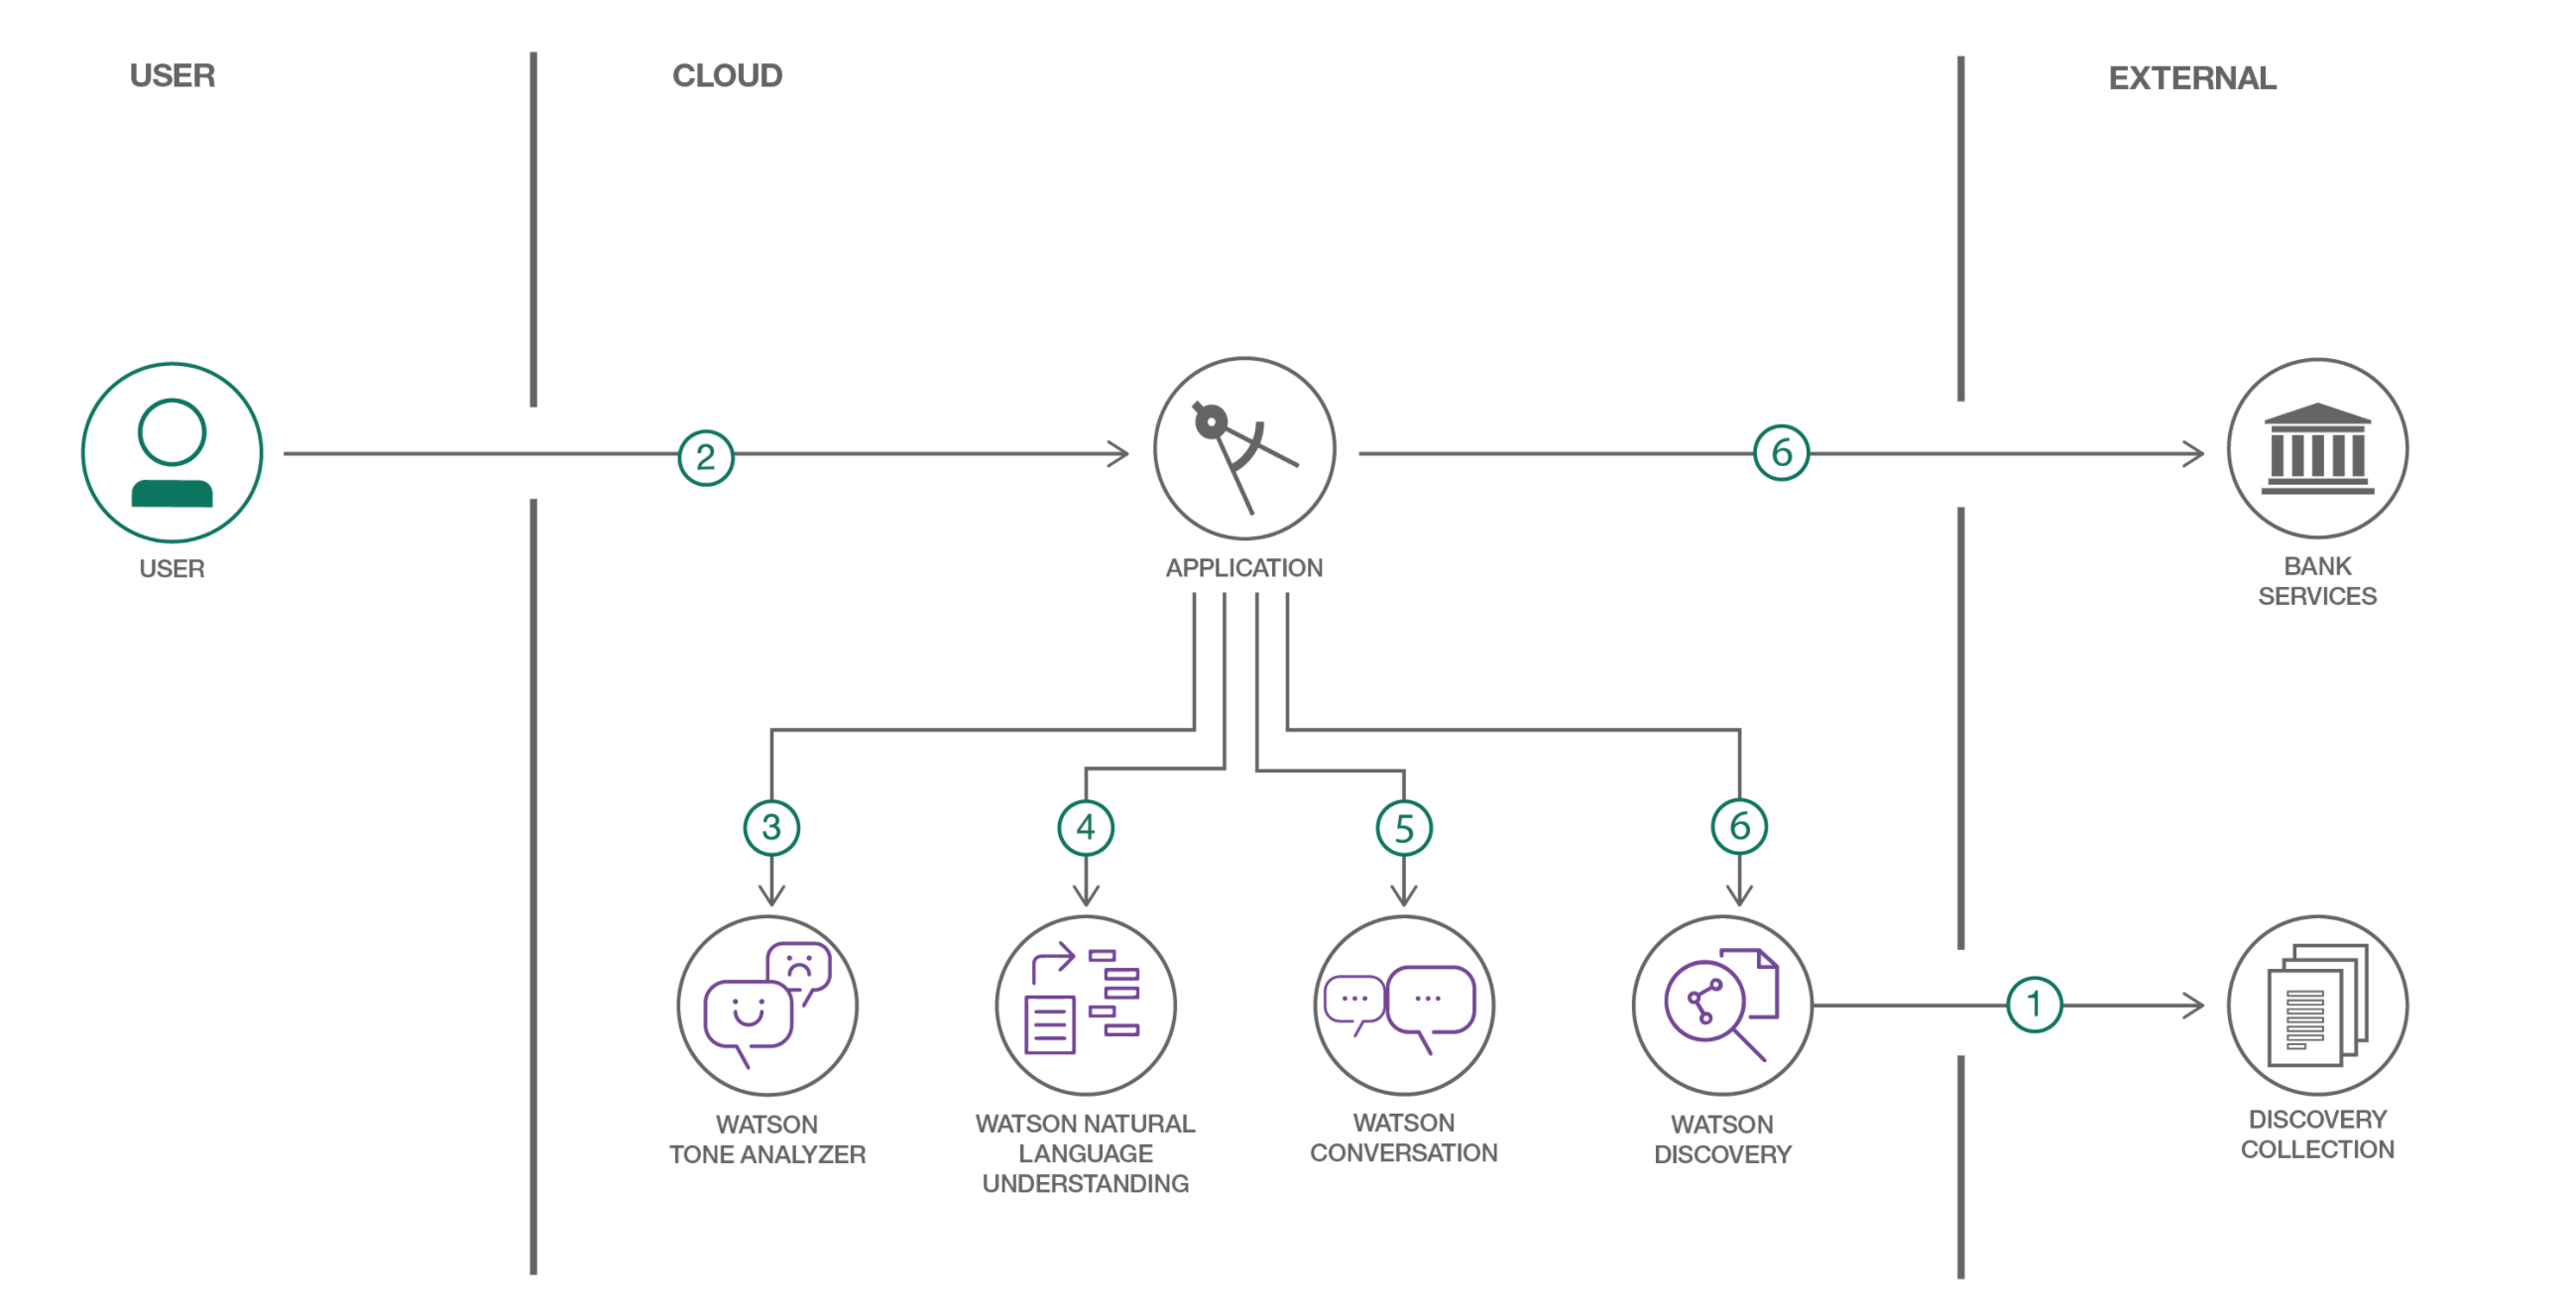 USER
CLOUD
EXTERNAL
2
6
USER
APPLICATION
BANK
SERVICES
3
4
5
6
1
WATSON
TONE ANALYZER
WATSON NATURAL
LANGUAGE
UNDERSTANDING
WATSON
CONVERSATION
WATSON
DISCOVERY
DISCOVERY
COLLECTION